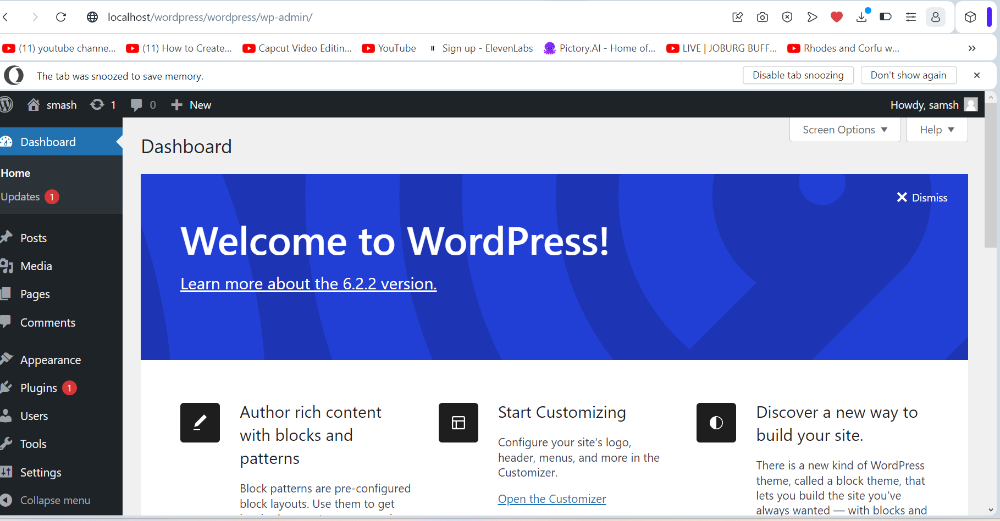 localhost/wordpress/wordpress/wp-admin/
(11) youtube channe... (11) How to Create... Capcut Video Editin... YouTube Sign up - ElevenLabs Pictory.AI - Home of... LIVE | JOBURG BUFF... Rhodes and Corfu w...
The tab was snoozed to save memory. Disable tab snoozing Don't show again
smash 1 0 New Howdy, samsh
Screen Options Help
Dashboard
Home
Updates 1
Posts
Media
Pages
Comments
Appearance
Plugins 1
Users
Tools
Settings
Collapse menu
Dashboard
Dismiss
Welcome to WordPress!
Learn more about the 6.2.2 version.
Author rich content
with blocks and
patterns
Block patterns are pre-configured
block layouts. Use them to get
Start Customizing
Configure your site’s logo,
header, menus, and more in the
Customizer.
Open the Customizer
Discover a new way to
build your site.
There is a new kind of WordPress
theme, called a block theme, that
lets you build the site you’ve
always wanted — with blocks and